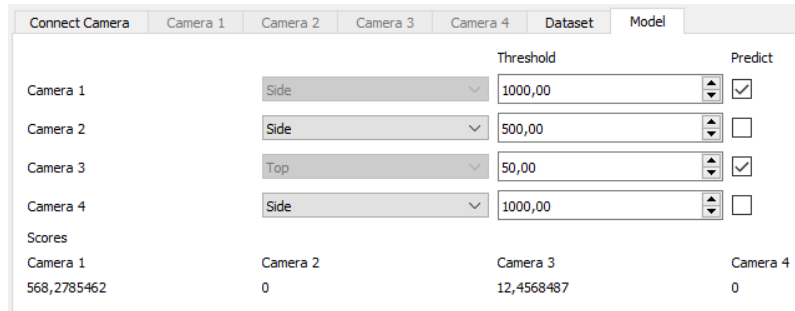 Connect Camera Camera 1 Camera 2 Camera 3 Camera 4 Dataset Model
Threshold Predict
Camera 1 Side 1000,00
Camera 2 Side 500,00
Camera 3 Top 50,00
Camera 4 Side 1000,00
Scores
Camera 1 Camera 2 Camera 3 Camera 4
568,2785462 0 12,4568487 0